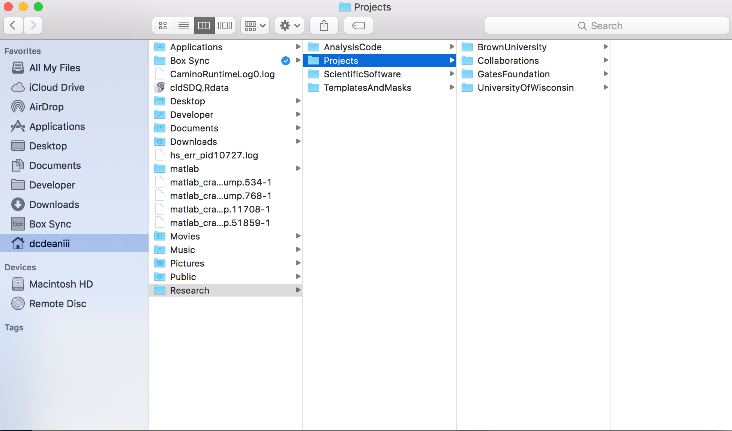 Projects
Search
Favorites
All My Files
iCloud Drive
AirDrop
Applications
Desktop
Documents
Developer
Downloads
box
Box Sync
dcdeaniii
Devices
Macintosh HD
Remote Disc
Tags
Applications
Box Sync
CaminoRuntimeLog0.log
cldSDQ.Rdata
Desktop
Developer
Documents
Downloads
hs_err_pid10727.log
matlab
matlab_cra...ump.534-1
matlab_cra...ump.768-1
matlab_cra...p.11708-1
matlab_cra...p.51859-1
Movies
Music
Pictures
Public
Research
AnalysisCode
Projects
ScientificSoftware
TemplatesAndMasks
BrownUniversity
Collaborations
GatesFoundation
UniversityOfWisconsin